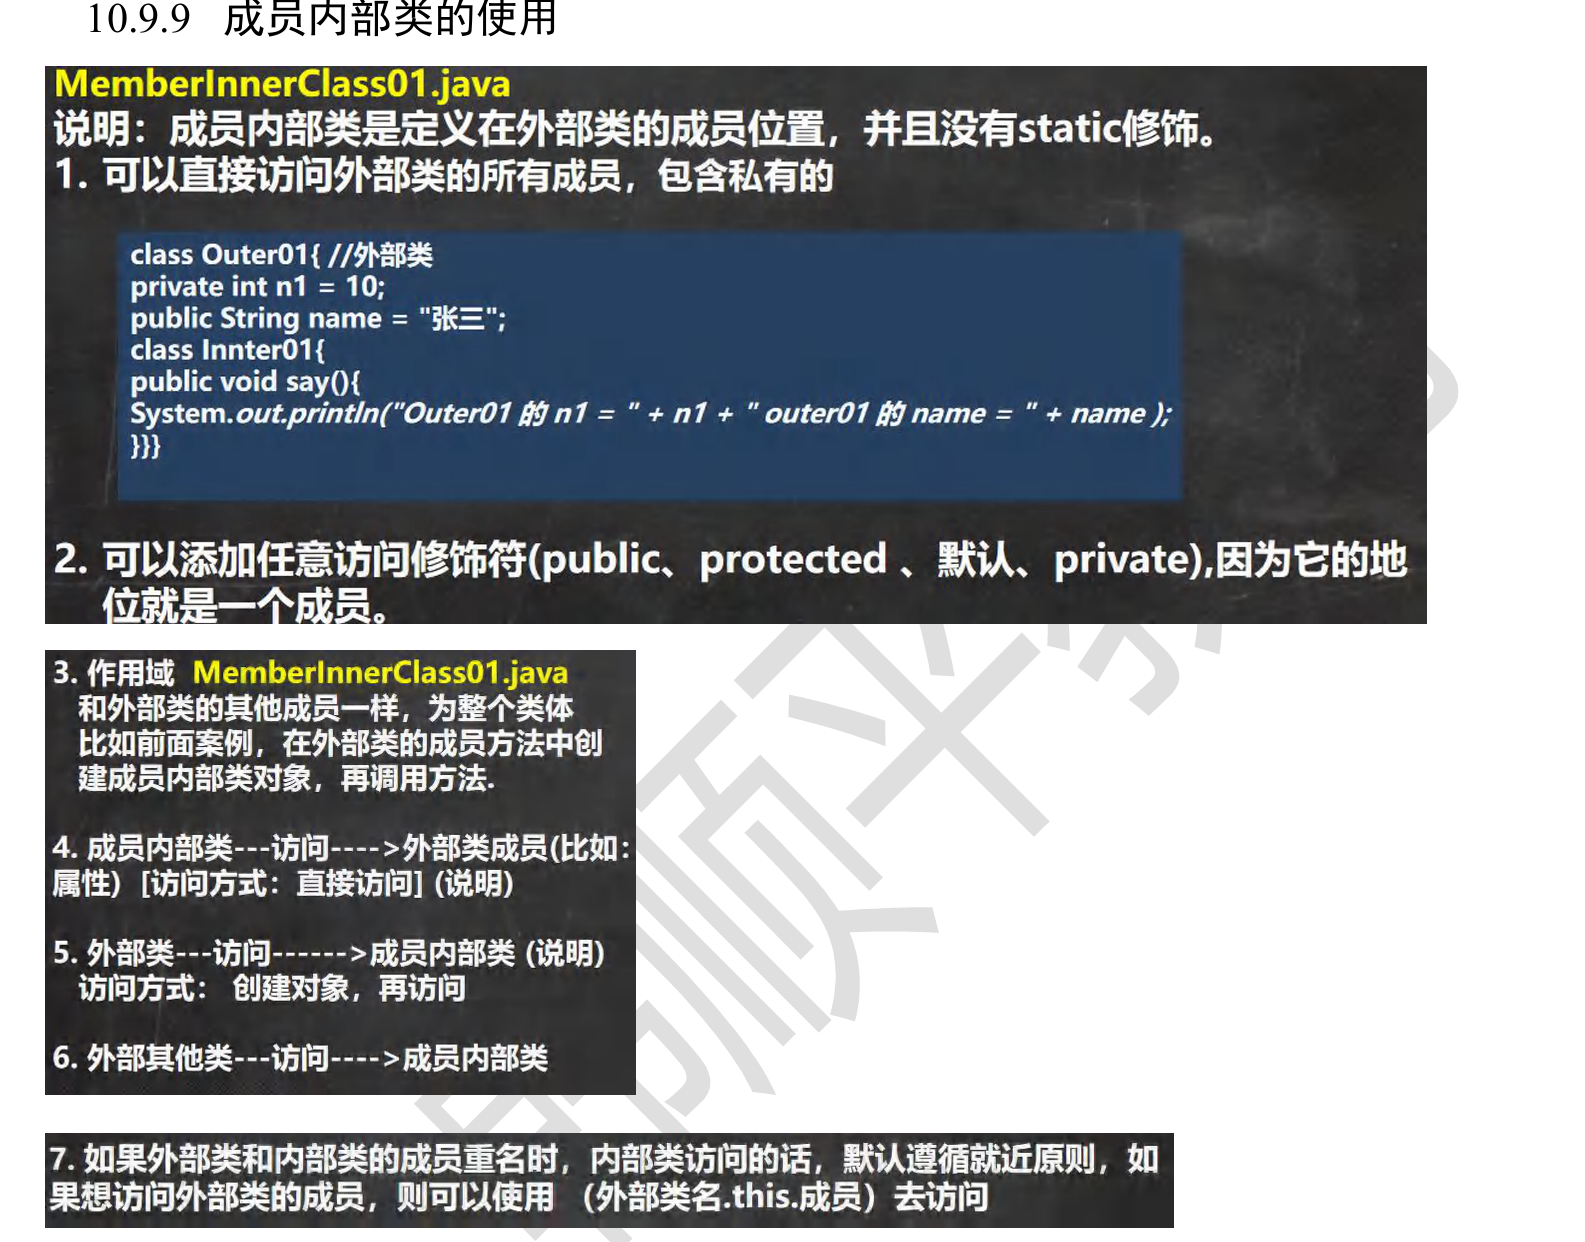 10.9.9 成员内部类的使用
MemberInnerClass01.java
说明：成员内部类是定义在外部类的成员位置，并且没有static修饰。
1. 可以直接访问外部类的所有成员，包含私有的
class Outer01{ //外部类
private int n1 = 10;
public String name = "张三";
class Innter01{
public void say(){
System.out.println("Outer01 的 n1 = " + n1 + " outer01 的 name = " + name );
}}}
2. 可以添加任意访问修饰符(public、protected 、默认、private),因为它的地
位就是一个成员。
3. 作用域 MemberInnerClass01.java
和外部类的其他成员一样，为整个类体
比如前面案例，在外部类的成员方法中创
建成员内部类对象，再调用方法.
4. 成员内部类---访问---->外部类成员(比如：
属性）[访问方式：直接访问] (说明)
5. 外部类---访问------>成员内部类 (说明)
访问方式： 创建对象，再访问
6. 外部其他类---访问---->成员内部类
7. 如果外部类和内部类的成员重名时，内部类访问的话，默认遵循就近原则，如
果想访问外部类的成员，则可以使用 （外部类名.this.成员）去访问